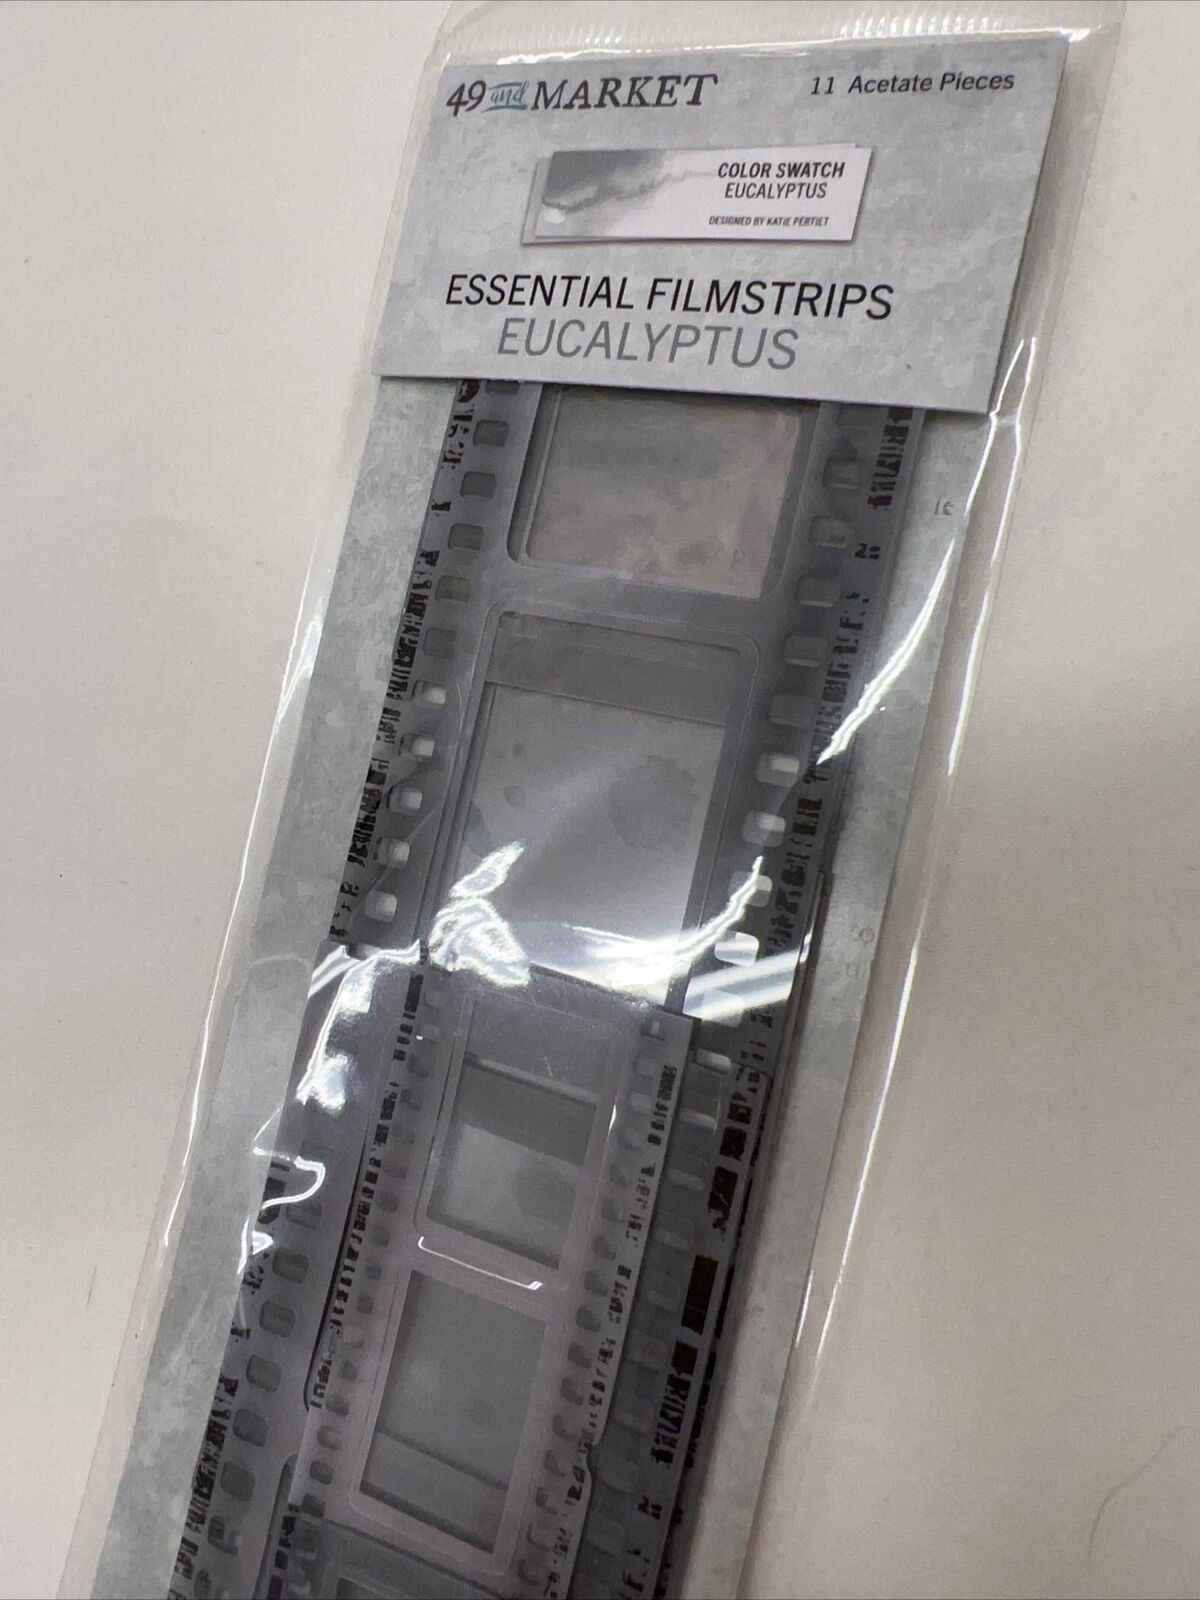 49 and MARKET
11 Acetate Pieces
COLOR SWATCH
EUCALYPTUS
DESIGNED BY KATIE PERTIET
ESSENTIAL FILMSTRIPS
EUCALYPTUS